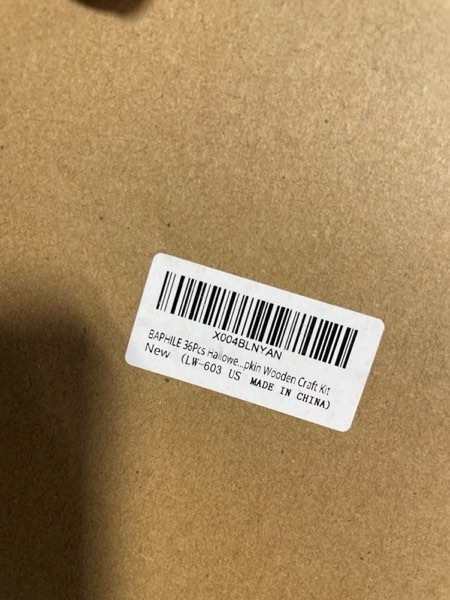 X004BLNYAN
BAPHILE 36Pcs Hallowe...pkin Wooden Craft Kit
New (LW-603 US MADE IN CHINA)